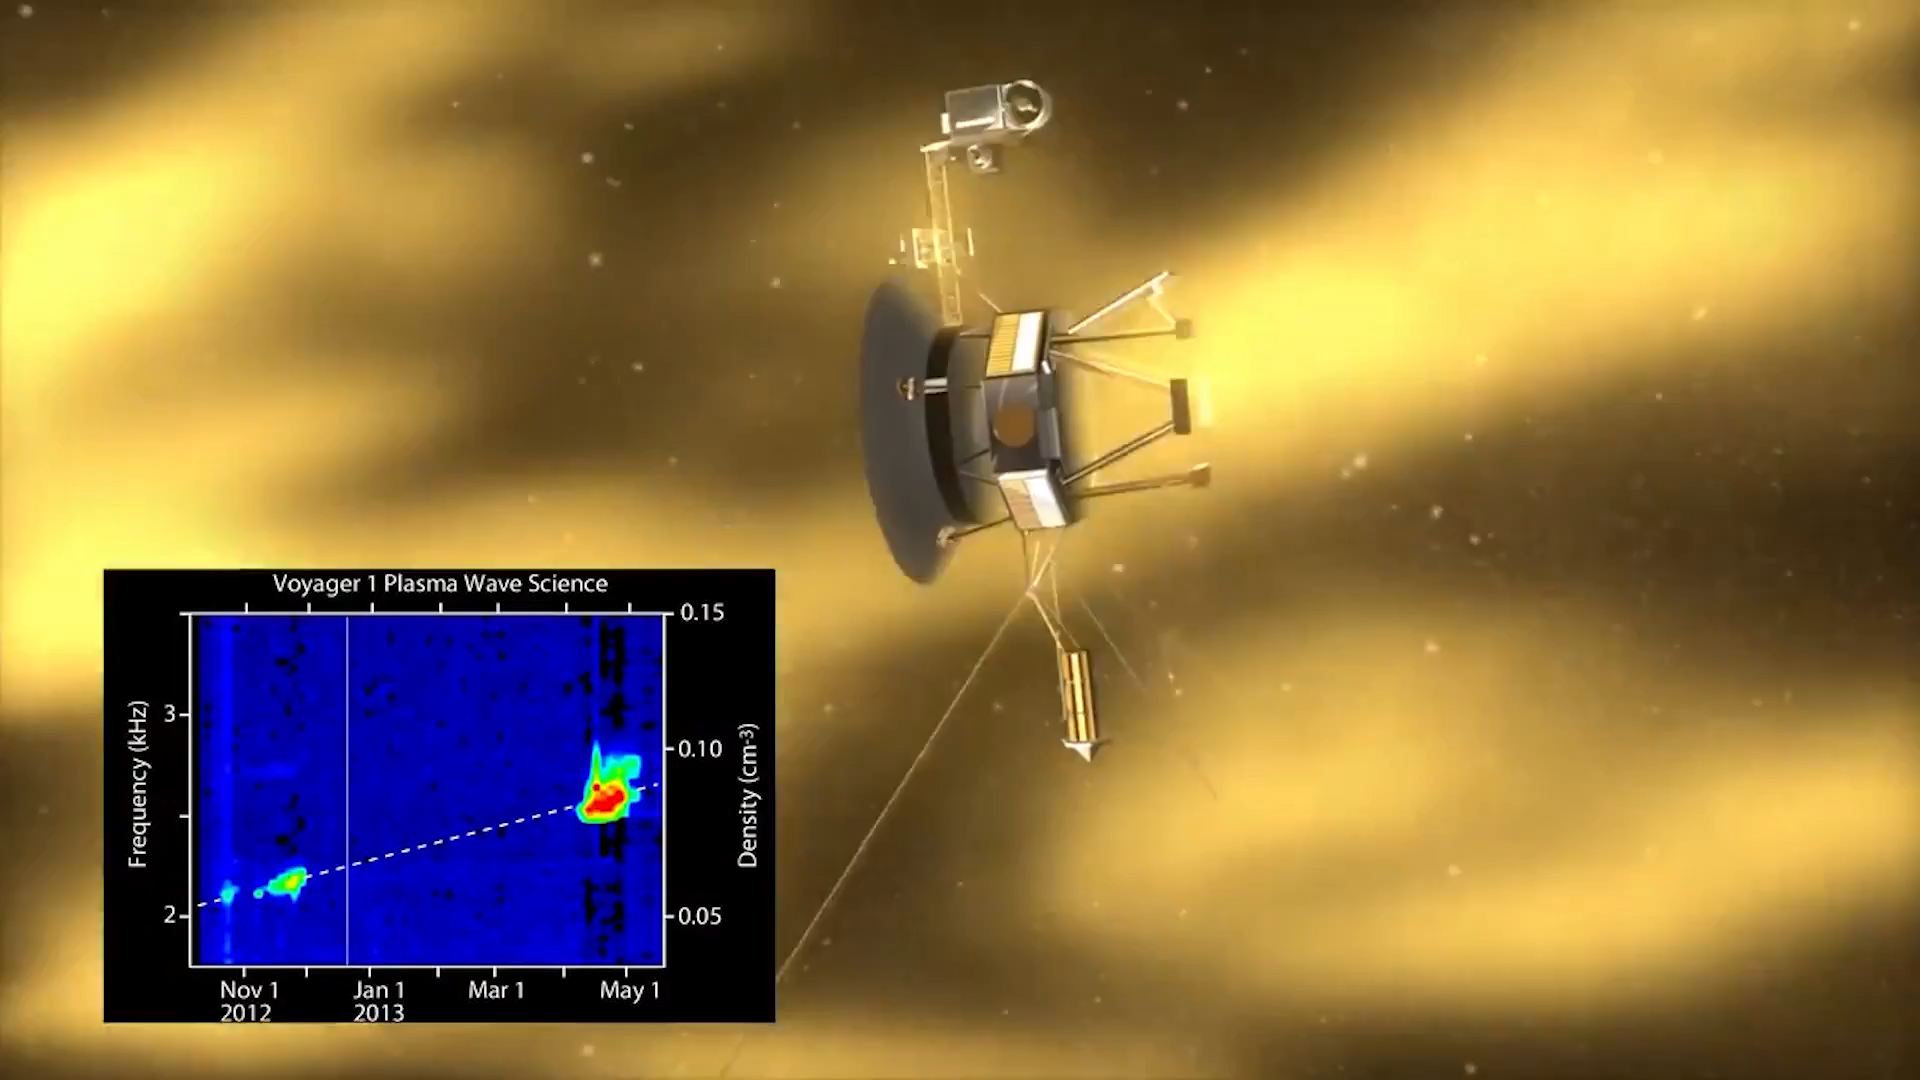 Voyager 1 Plasma Wave Science
0.15
3
0.10
Frequency (kHz)
Density (cm-3)
2
0.05
Nov 1 Jan 1 Mar 1 May 1
2012 2013